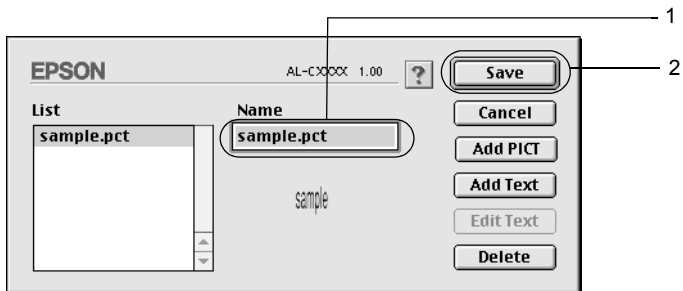 1
EPSON AL-CXXXX 1.00 ? Save 2
List Name Cancel
sample.pct sample.pct
Add PICT
sample Add Text
Edit Text
Delete